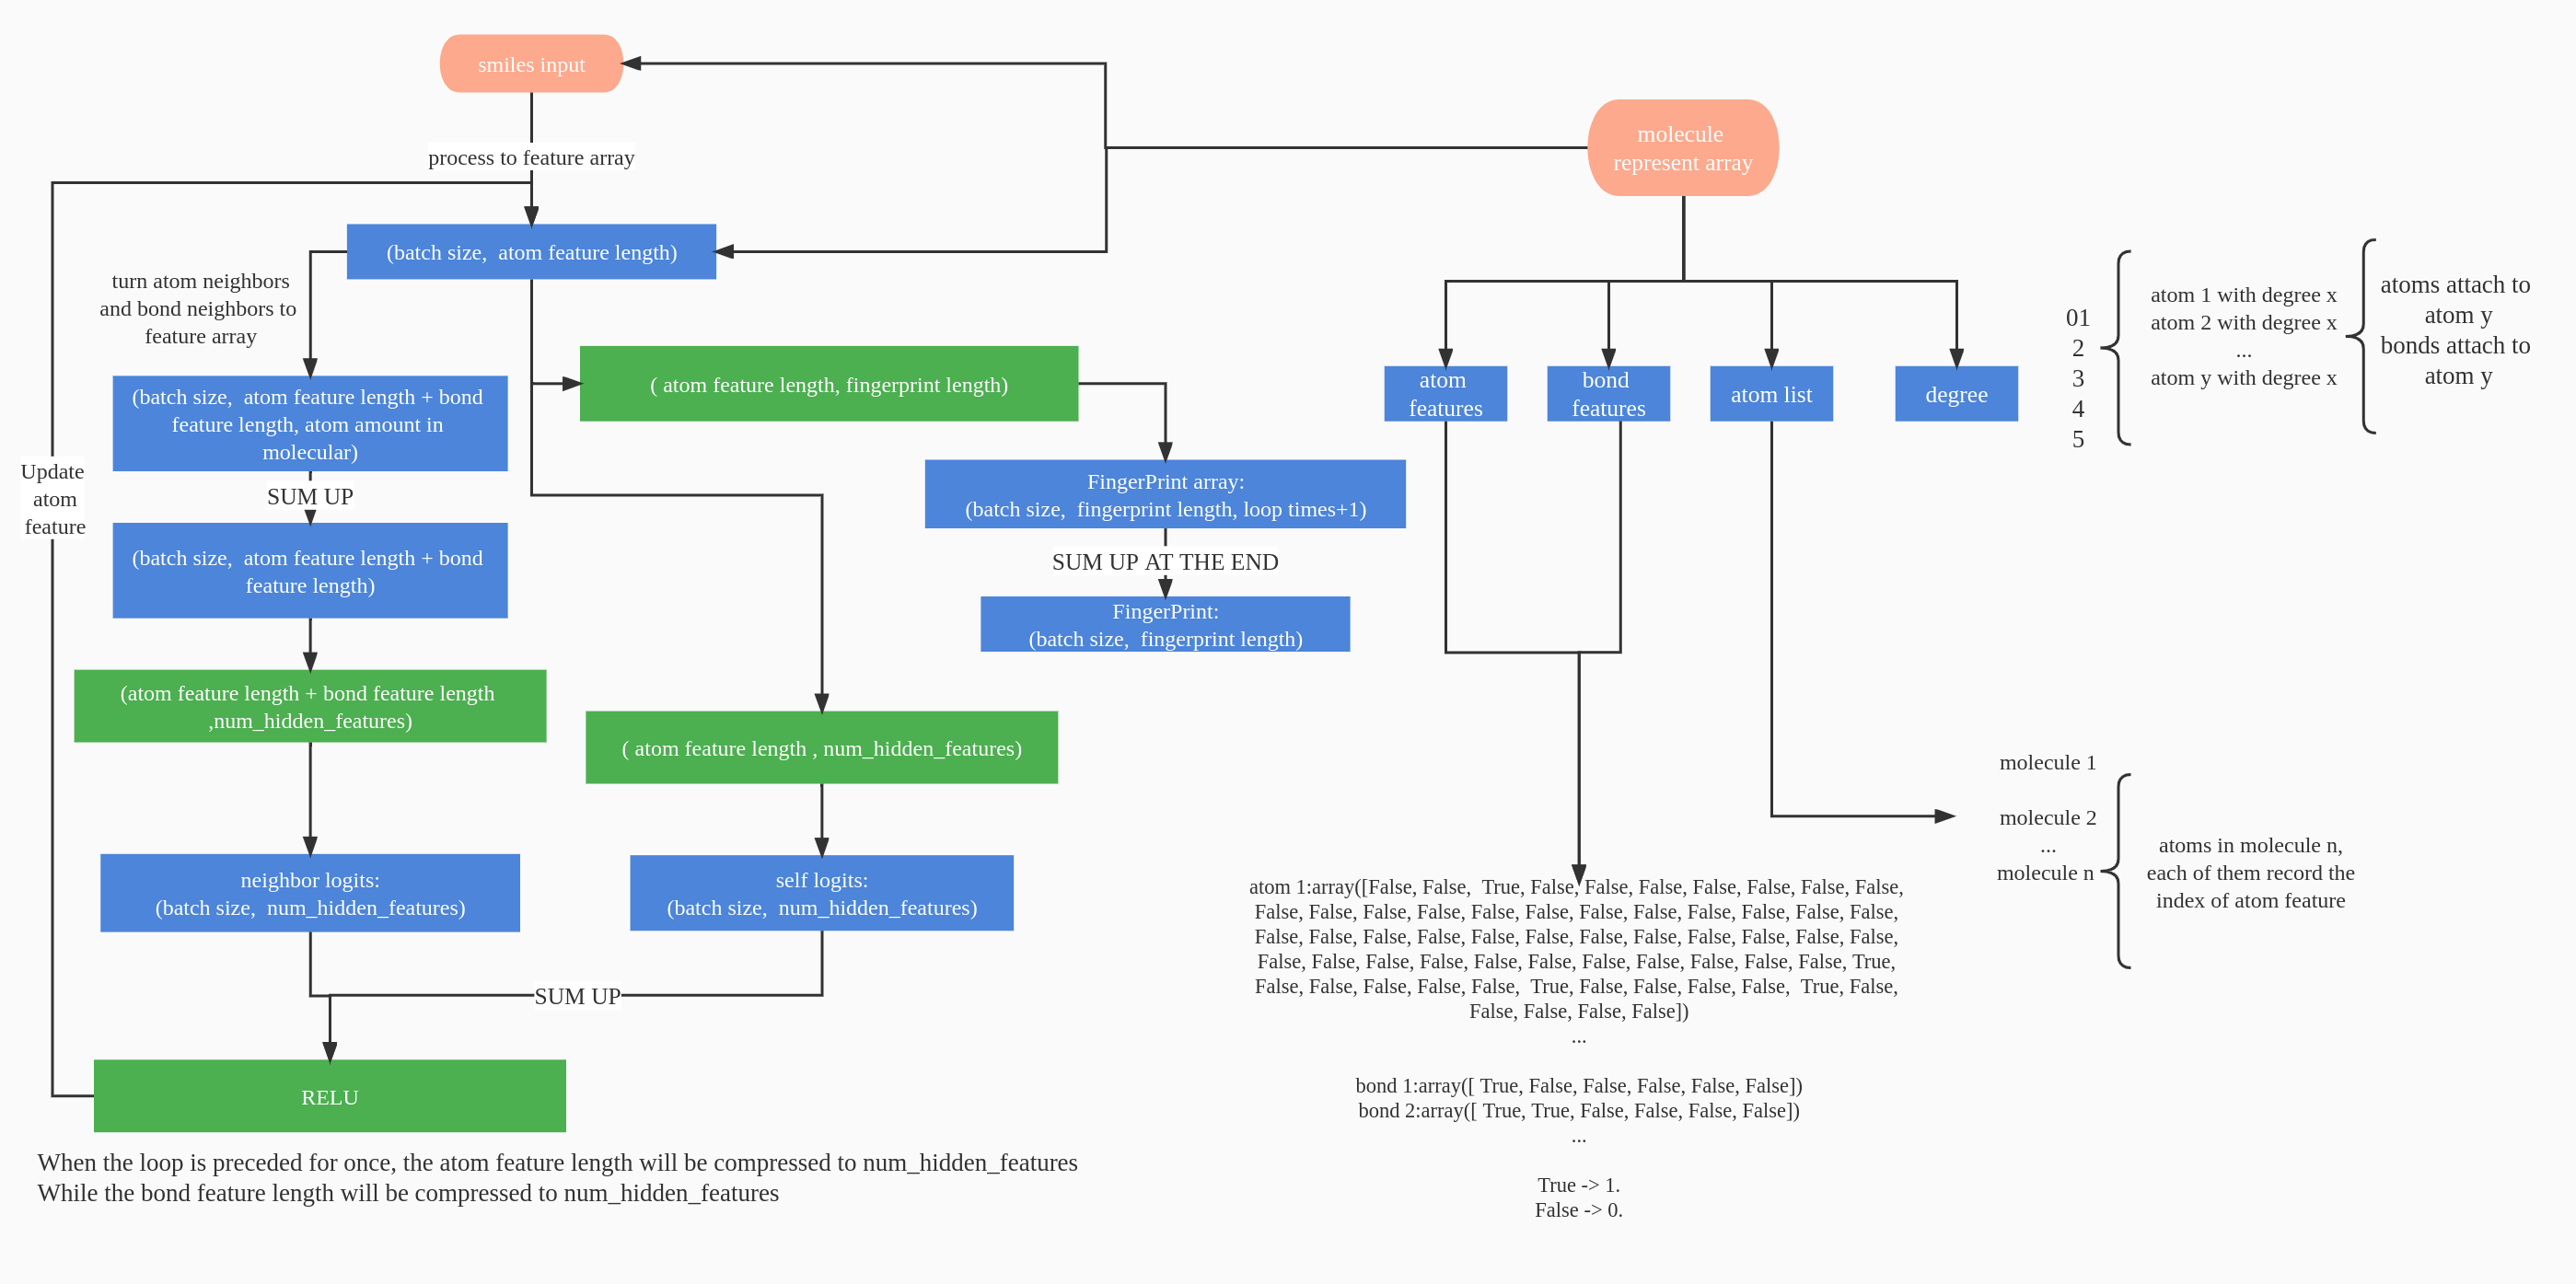 smiles input
process to feature array
(batch size,  atom feature length)
turn atom neighbors
and bond neighbors to
feature array
(batch size,  atom feature length + bond
feature length, atom amount in
molecular)
SUM UP
(batch size,  atom feature length + bond
feature length)
(atom feature length + bond feature length
,num_hidden_features)
neighbor logits:
(batch size,  num_hidden_features)
Update
atom
feature
( atom feature length, fingerprint length)
FingerPrint array:
(batch size,  fingerprint length, loop times+1)
SUM UP AT THE END
FingerPrint:
(batch size,  fingerprint length)
( atom feature length , num_hidden_features)
self logits:
(batch size,  num_hidden_features)
SUM UP
RELU
When the loop is preceded for once, the atom feature length will be compressed to num_hidden_features
While the bond feature length will be compressed to num_hidden_features
molecule
represent array
atom
features
bond
features
atom list
degree
01
2
3
4
5
atom 1 with degree x
atom 2 with degree x
...
atom y with degree x
atoms attach to
atom y
bonds attach to
atom y
molecule 1
molecule 2
...
molecule n
atoms in molecule n,
each of them record the
index of atom feature
atom 1:array([False, False,  True, False, False, False, False, False, False, False,
False, False, False, False, False, False, False, False, False, False, False, False,
False, False, False, False, False, False, False, False, False, False, False, False,
False, False, False, False, False, False, False, False, False, False, False, True,
False, False, False, False, False,  True, False, False, False, False,  True, False,
False, False, False, False])
...
bond 1:array([ True, False, False, False, False, False])
bond 2:array([ True, True, False, False, False, False])
...
True -> 1.
False -> 0.